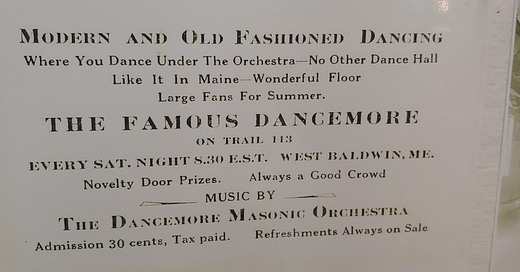 MODERN AND OLD FASHIONED DANCING
Where You Dance Under The Orchestra—No Other Dance Hall
Like It In Maine—Wonderful Floor
Large Fans For Summer.
THE FAMOUS DANCEMORE
ON TRAIL 113
EVERY SAT. NIGHT 8.30 E.S.T. WEST BALDWIN, ME.
Novelty Door Prizes. Always a Good Crowd
MUSIC BY
THE DANCEMORE MASONIC ORCHESTRA
Admission 30 cents, Tax paid. Refreshments Always on Sale